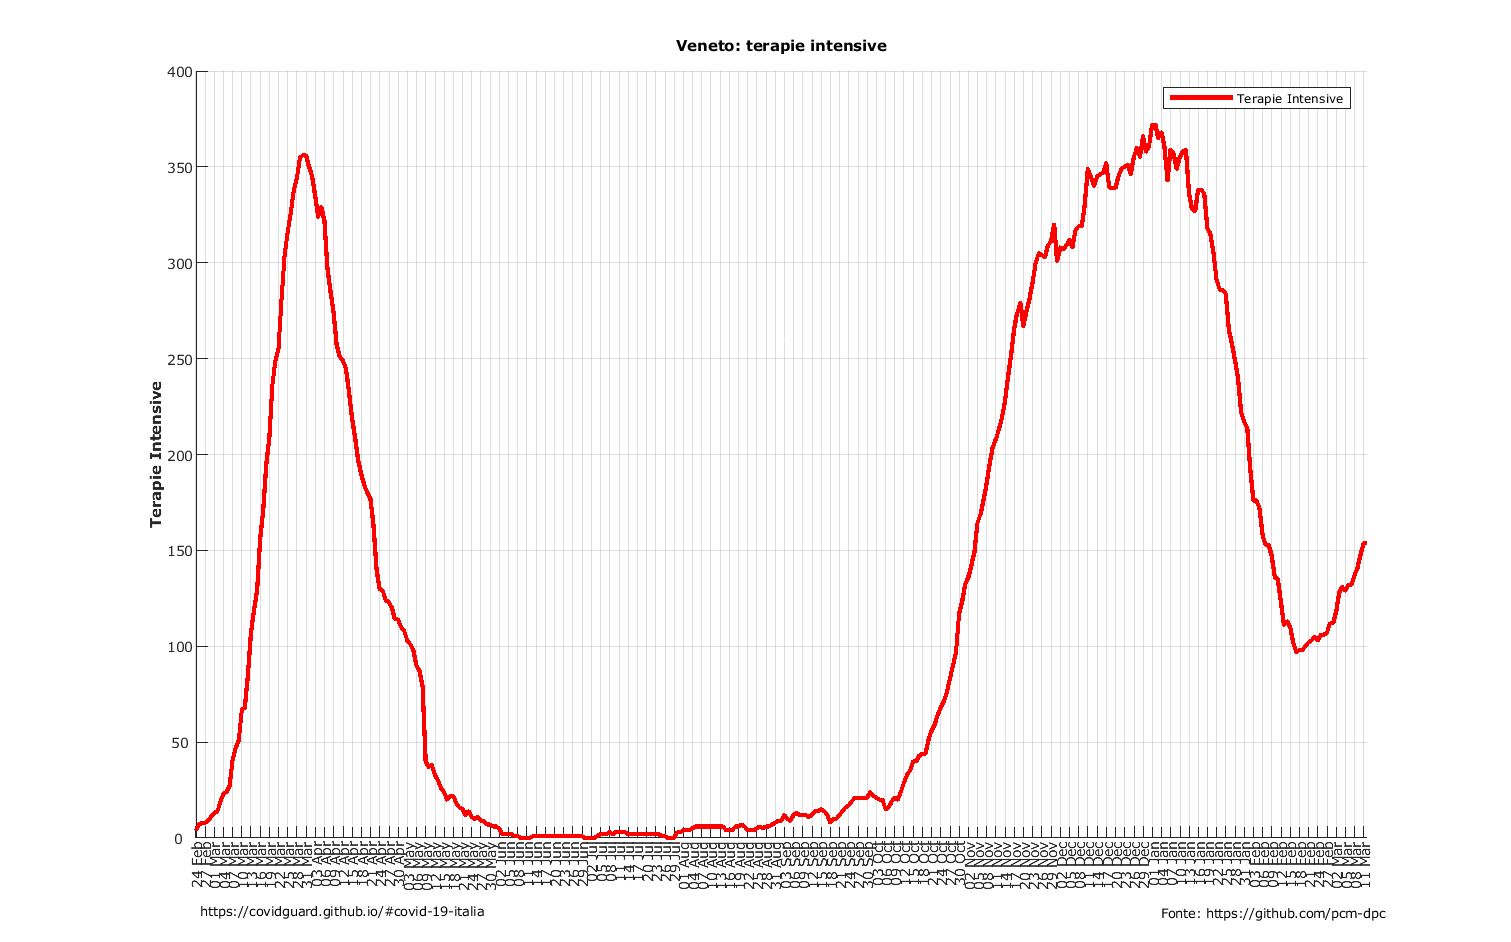 Veneto: terapie intensive
Terapie Intensive
Terapie Intensive
400
350
300
250
200
150
100
50
0
24 Feb
27 Feb
01 Mar
04 Mar
07 Mar
10 Mar
13 Mar
16 Mar
19 Mar
22 Mar
25 Mar
28 Mar
31 Mar
03 Apr
06 Apr
09 Apr
12 Apr
15 Apr
18 Apr
21 Apr
24 Apr
27 Apr
30 Apr
03 May
06 May
09 May
12 May
15 May
18 May
21 May
24 May
27 May
30 May
02 Jun
05 Jun
08 Jun
11 Jun
14 Jun
17 Jun
20 Jun
23 Jun
26 Jun
29 Jun
02 Jul
05 Jul
08 Jul
11 Jul
14 Jul
17 Jul
20 Jul
23 Jul
26 Jul
29 Jul
01 Aug
04 Aug
07 Aug
10 Aug
13 Aug
16 Aug
19 Aug
22 Aug
25 Aug
28 Aug
31 Aug
03 Sep
06 Sep
09 Sep
12 Sep
15 Sep
18 Sep
21 Sep
24 Sep
27 Sep
30 Sep
03 Oct
06 Oct
09 Oct
12 Oct
15 Oct
18 Oct
21 Oct
24 Oct
27 Oct
30 Oct
02 Nov
05 Nov
08 Nov
11 Nov
14 Nov
17 Nov
20 Nov
23 Nov
26 Nov
29 Nov
02 Dec
05 Dec
08 Dec
11 Dec
14 Dec
17 Dec
20 Dec
23 Dec
26 Dec
29 Dec
01 Jan
04 Jan
07 Jan
10 Jan
13 Jan
16 Jan
19 Jan
22 Jan
25 Jan
28 Jan
31 Jan
03 Feb
06 Feb
09 Feb
12 Feb
15 Feb
18 Feb
21 Feb
24 Feb
27 Feb
02 Mar
05 Mar
08 Mar
11 Mar
https://covidguard.github.io/#covid-19-italia
Fonte: https://github.com/pcm-dpc